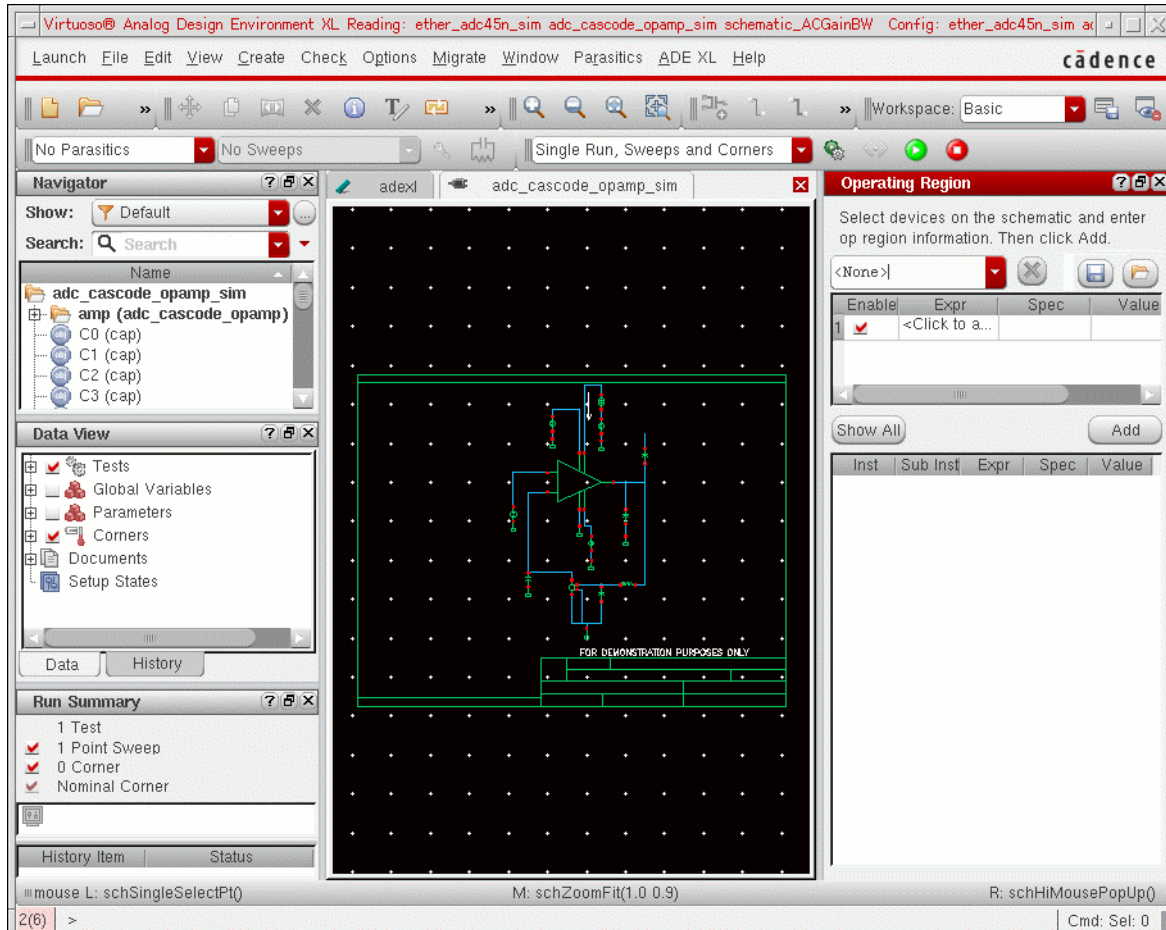 Virtuoso® Analog Design Environment XL Reading: ether_adc45n_sim adc_cascode_opamp_sim schematic_ACGainBW Config: ether_adc45n_sim
Launch File Edit View Create Check Options Migrate Window Parasitics ADE XL Help
cādence
» » » Workspace: Basic
No Parasitics No Sweeps Single Run, Sweeps and Corners
Navigator
Show: Default
Search: Search
Name
adc_cascode_opamp_sim
amp (adc_cascode_opamp)
C0 (cap)
C1 (cap)
C2 (cap)
C3 (cap)
Data View
Tests
Global Variables
Parameters
Corners
Documents
Setup States
Data History
Run Summary
1 Test
1 Point Sweep
0 Corner
Nominal Corner
History Item Status
adexl adc_cascode_opamp_sim
FOR DEMONSTRATION PURPOSES ONLY
Operating Region
Select devices on the schematic and enter
op region information. Then click Add.
<None>
Enable Expr Spec Value
1 <Click to a...
Show All Add
Inst Sub Inst Expr Spec Value
mouse L: schSingleSelectPt() M: schZoomFit(1.0 0.9) R: schHiMousePopUp()
2(6) > Cmd: Sel: 0